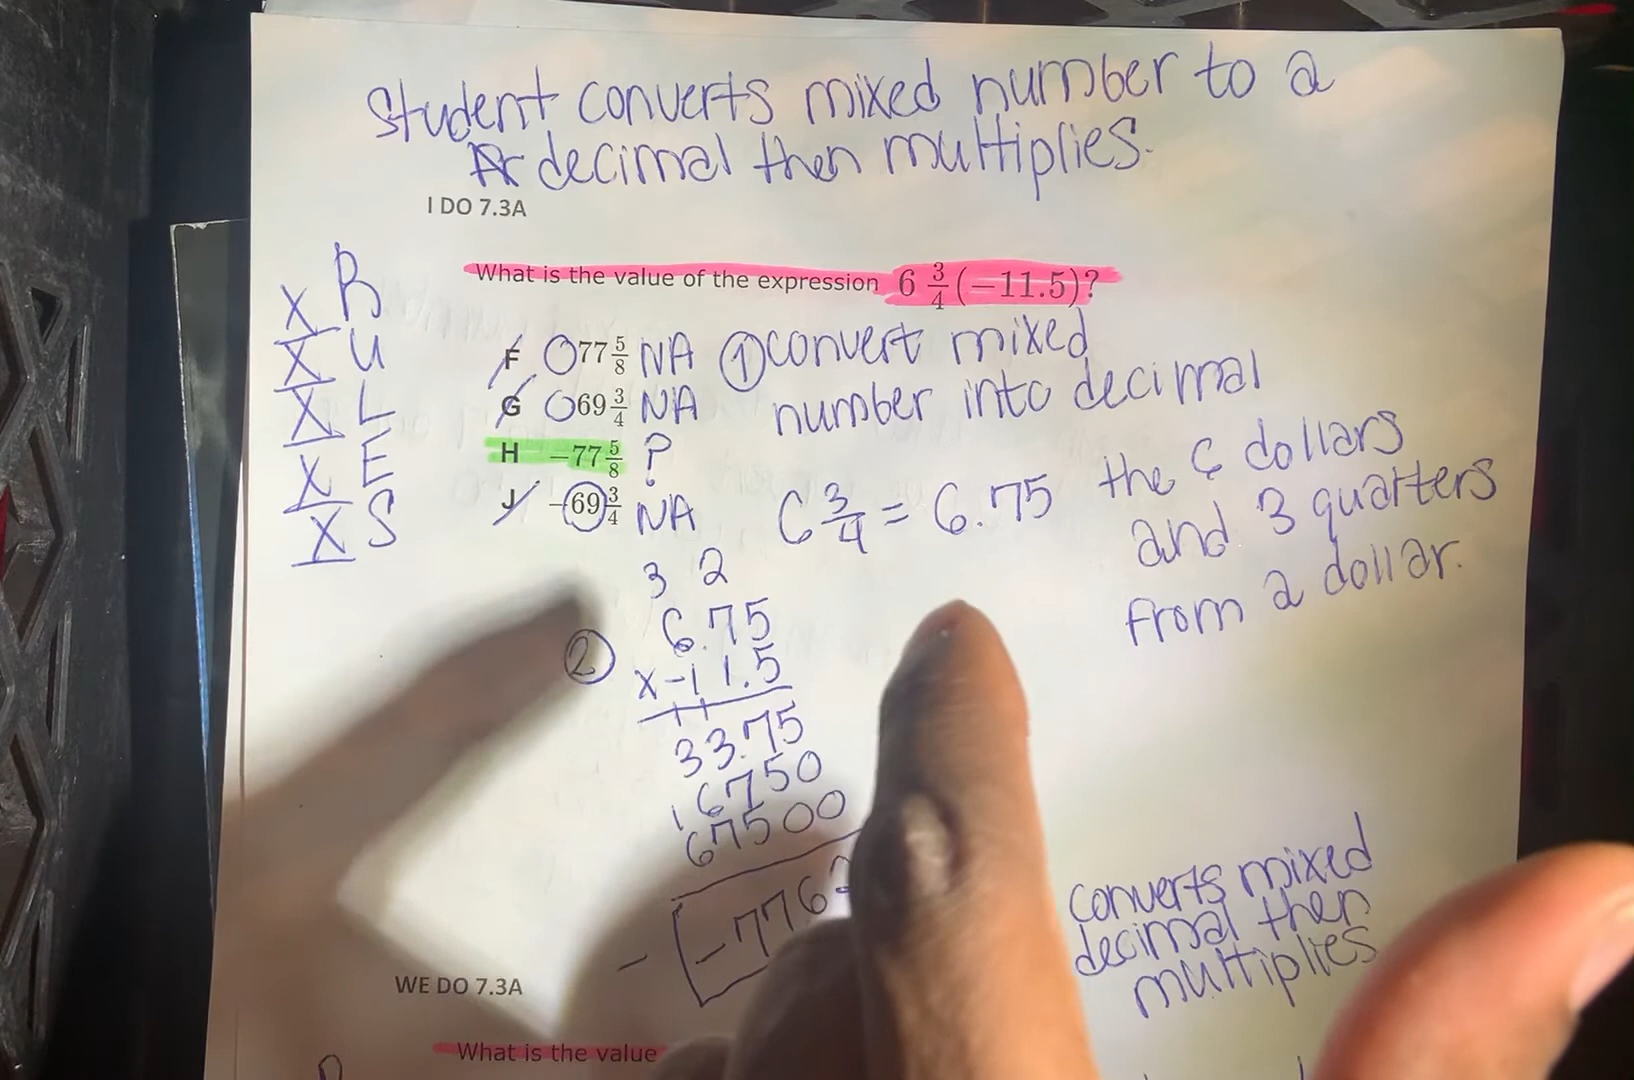 Student converts mixed number to a
decimal then multiplies.
I DO 7.3A
What is the value of the expression 6 3/4 (−11.5)?
X R
X U
X L
X E
X S
F 77 5/8 NA
G 69 3/4 NA
H −77 5/8 ?
J −69 3/4 NA
① convert mixed
number into decimal
6 3/4 = 6.75
the 6 dollars
and 3 quarters
from a dollar.
3 2
②
6.75
x -11.5
33.75
6750
67500
converts mixed
decimal then
multiplies
WE DO 7.3A
What is the value